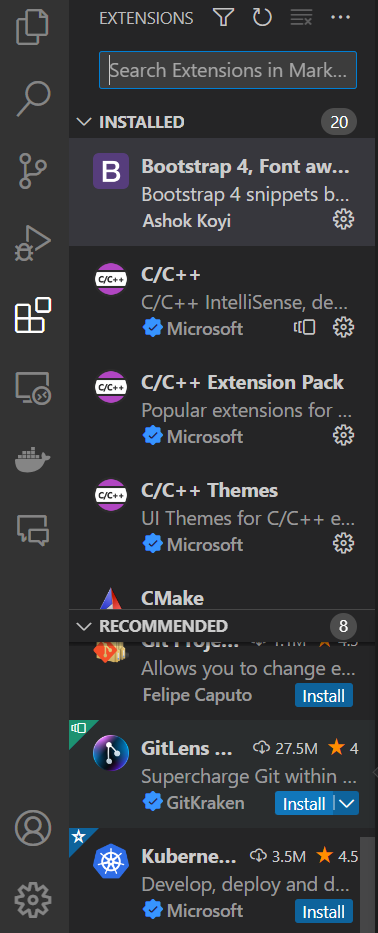 EXTENSIONS
Search Extensions in Mark...
INSTALLED 20
B
Bootstrap 4, Font aw...
Bootstrap 4 snippets b...
Ashok Koyi
C/C++
C/C++
C/C++ IntelliSense, de...
Microsoft
C/C++
C/C++ Extension Pack
Popular extensions for ...
Microsoft
C/C++
C/C++ Themes
UI Themes for C/C++ e...
Microsoft
CMake
RECOMMENDED 8
Git Proje... 1.1M 4.5
Allows you to change e...
Felipe Caputo Install
GitLens ... 27.5M 4
Supercharge Git within ...
GitKraken Install
Kuberne... 3.5M 4.5
Develop, deploy and d...
Microsoft Install